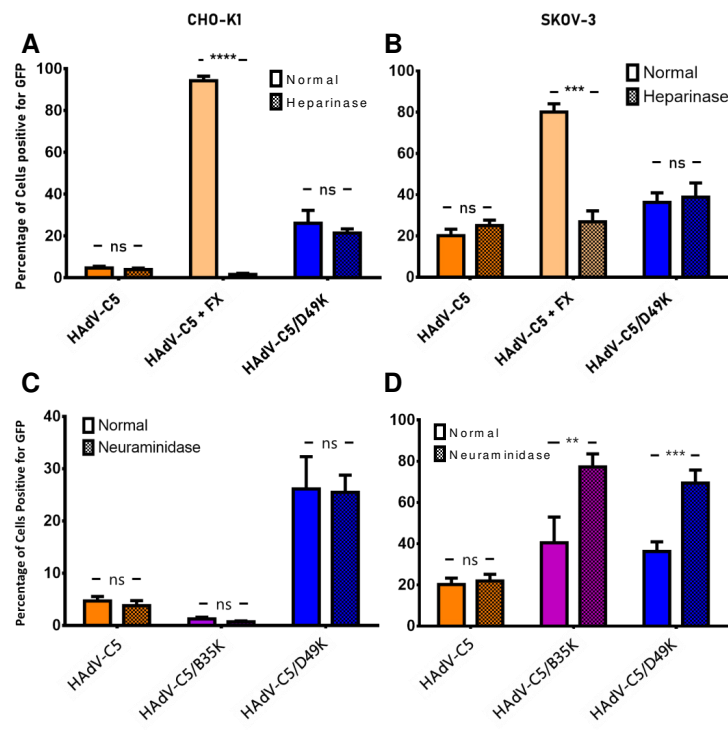 CHO-K1
SKOV-3
A
Percentage of Cells positive for GFP
100
80
60
40
20
0
ns
****
ns
Normal
Heparinase
HAdV-C5
HAdV-C5 + FX
HAdV-C5/D49K
B
100
80
60
40
20
0
ns
***
ns
Normal
Heparinase
HAdV-C5
HAdV-C5 + FX
HAdV-C5/D49K
C
Percentage of Cells Positive for GFP
40
30
20
10
0
Normal
Neuraminidase
ns
ns
ns
HAdV-C5
HAdV-C5/B35K
HAdV-C5/D49K
D
100
80
60
40
20
0
Normal
Neuraminidase
ns
**
***
HAdV-C5
HAdV-C5/B35K
HAdV-C5/D49K